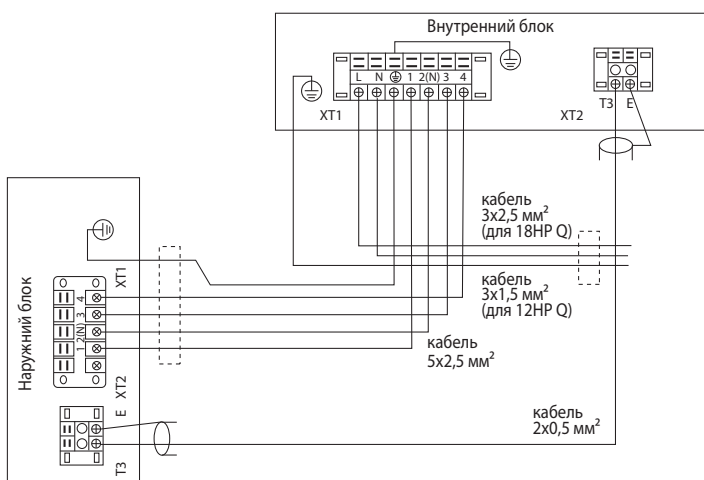 Внутренний блок
L N 1 2(N) 3 4
XT1
T3 E
XT2
кабель
3x2,5 мм²
(для 18HP Q)
кабель
3x1,5 мм²
(для 12HP Q)
кабель
5x2,5 мм²
кабель
2x0,5 мм²
Наружний блок
XT1
1 2(N) 3 4
XT2
E
T3